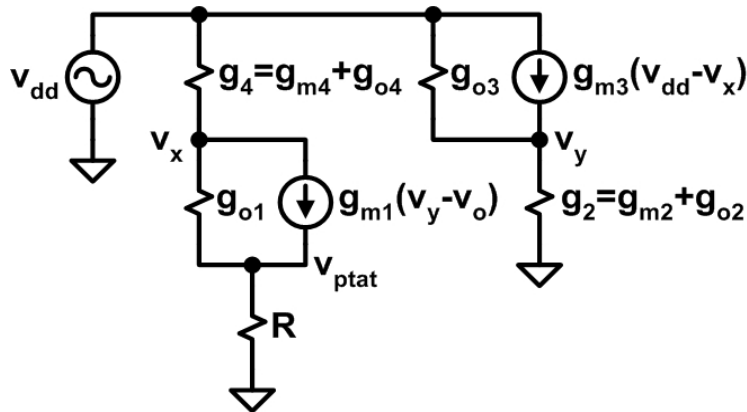 v_dd
g_4=g_m4+g_o4
g_o3
g_m3(v_dd-v_x)
v_x
v_y
g_o1
g_m1(v_y-v_o)
g_2=g_m2+g_o2
v_ptat
R